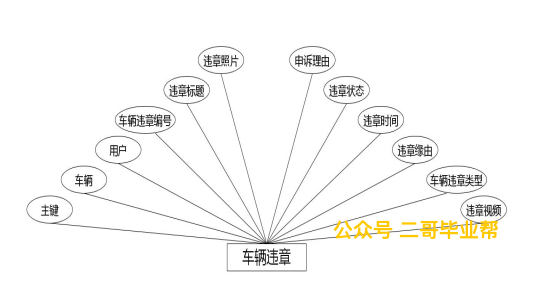 违章照片
申诉理由
违章标题
违章状态
车辆违章编号
违章时间
用户
违章缘由
车辆
车辆违章类型
主键
违章视频
公众号 二哥毕业帮
车辆违章